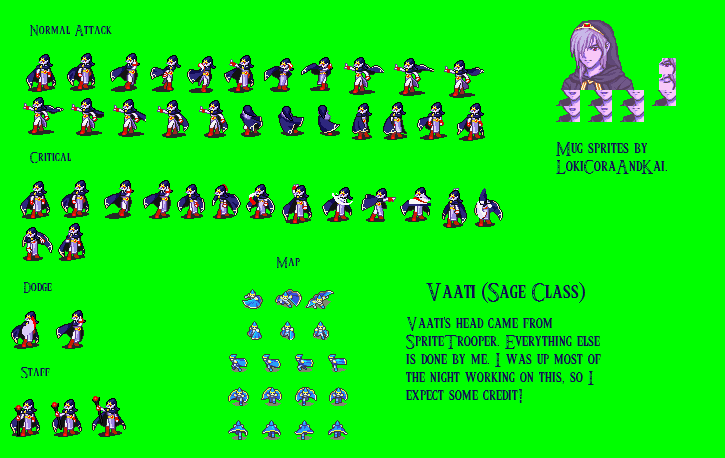 Normal Attack
Mug sprites by
LokiCoraAndKai.
Critical
Map
Vaati (Sage Class)
Dodge
Vaati's head came from
SpriteTrooper. Everything else
is done by me. I was up most of
the night working on this, so I
expect some credit!
Staff